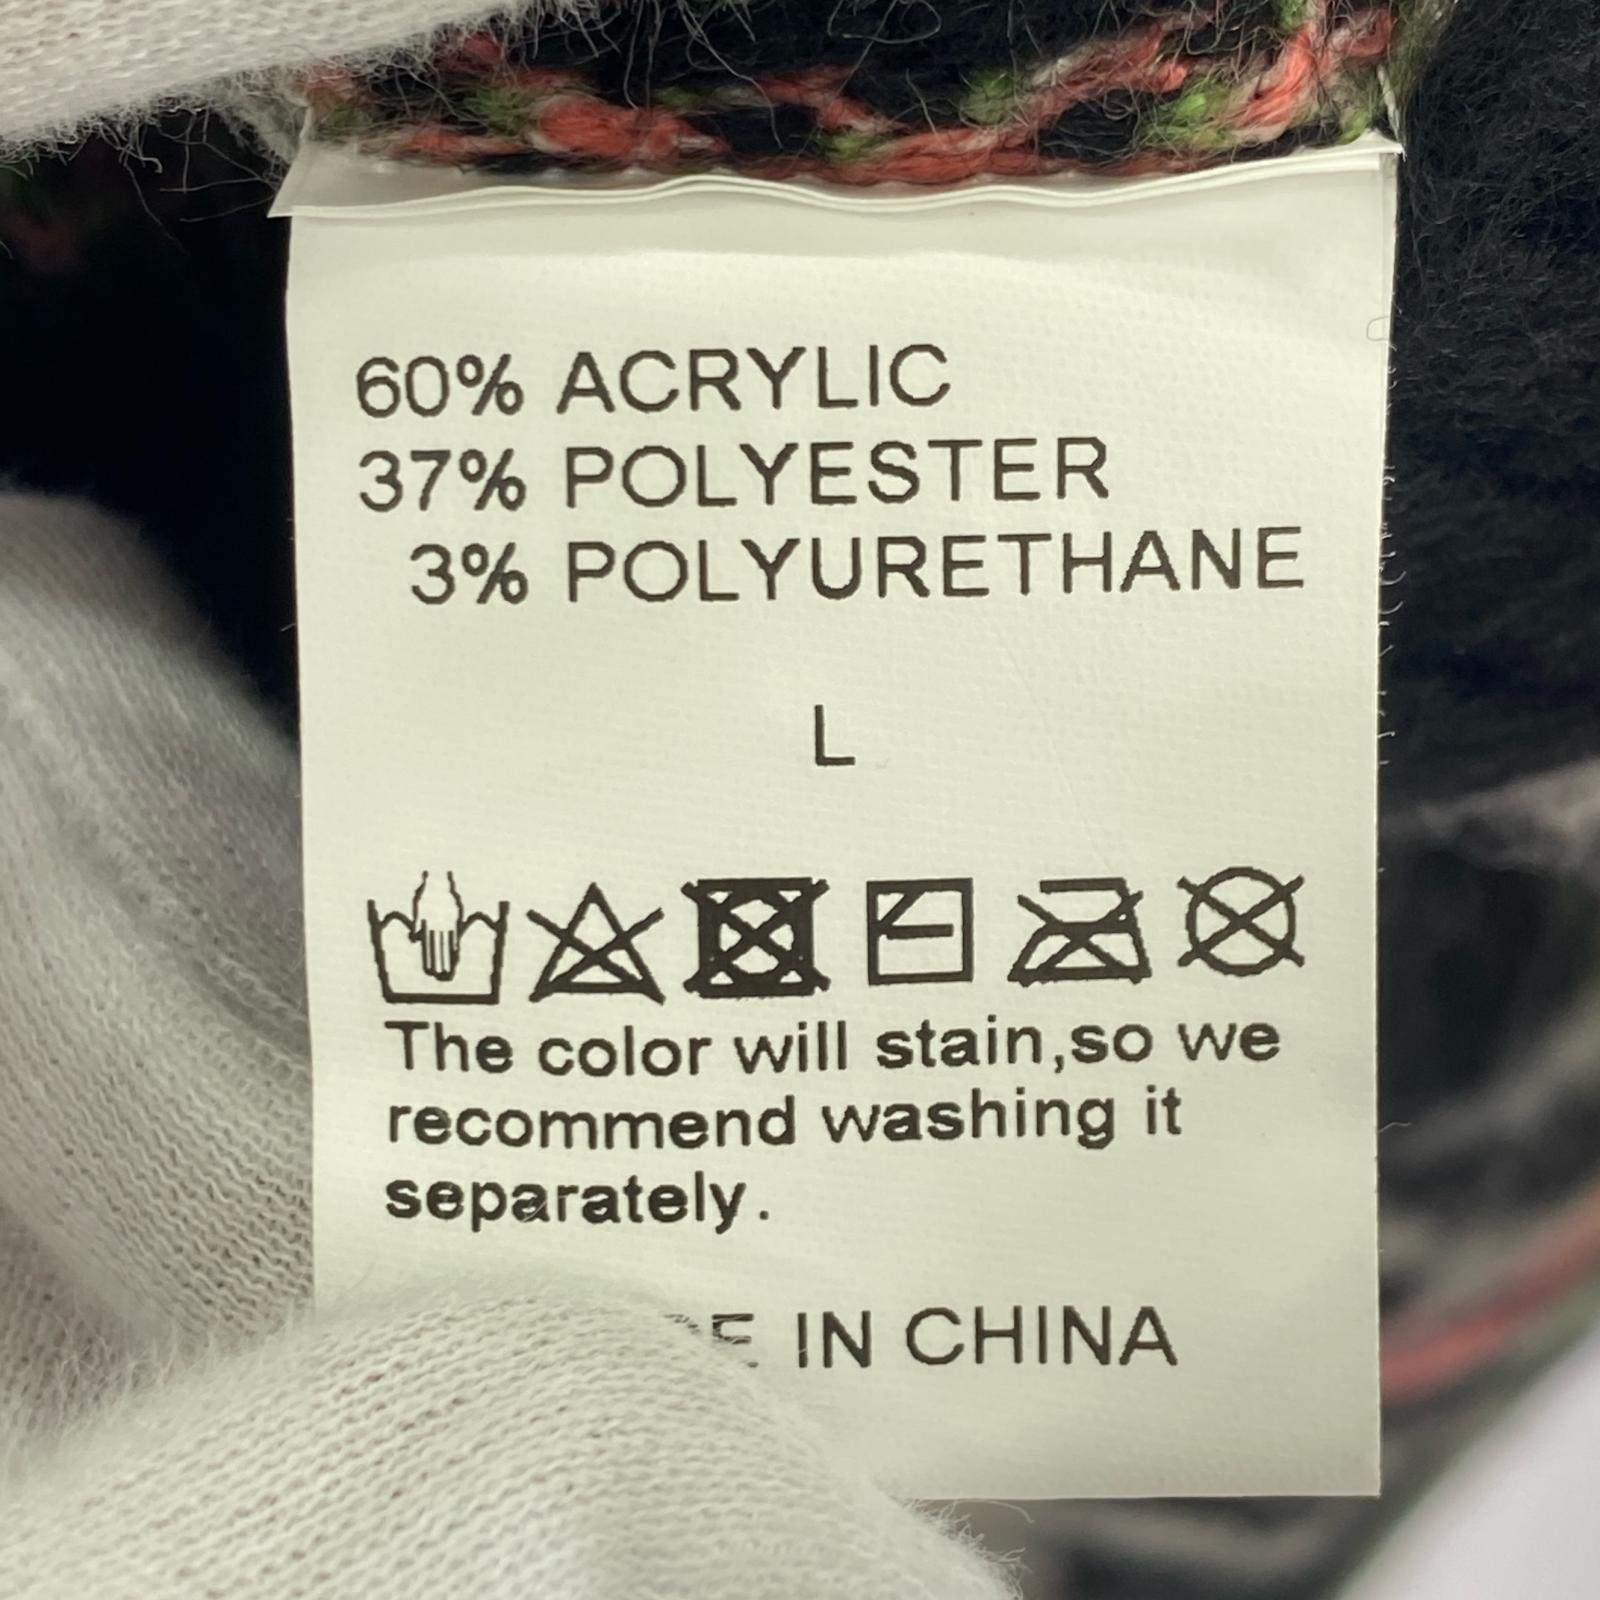 60% ACRYLIC
37% POLYESTER
3% POLYURETHANE
L
The color will stain,so we
recommend washing it
separately.
IN CHINA